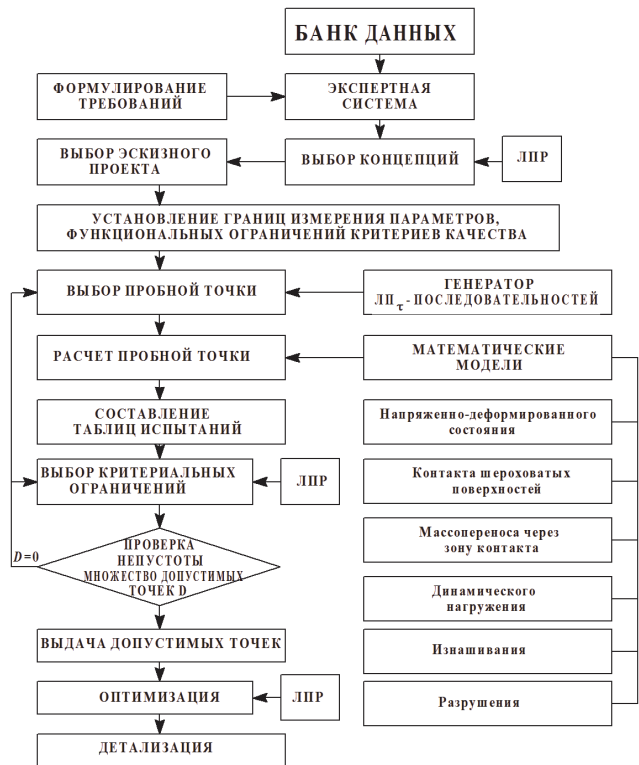 БАНК ДАННЫХ
ФОРМУЛИРОВАНИЕ
ТРЕБОВАНИЙ
ЭКСПЕРТНАЯ
СИСТЕМА
ВЫБОР ЭСКИЗНОГО
ПРОЕКТА
ВЫБОР КОНЦЕПЦИЙ
ЛПР
УСТАНОВЛЕНИЕ ГРАНИЦ ИЗМЕРЕНИЯ ПАРАМЕТРОВ,
ФУНКЦИОНАЛЬНЫХ ОГРАНИЧЕНИЙ КРИТЕРИЕВ КАЧЕСТВА
ВЫБОР ПРОБНОЙ ТОЧКИ
ГЕНЕРАТОР
ЛПτ - ПОСЛЕДОВАТЕЛЬНОСТЕЙ
РАСЧЕТ ПРОБНОЙ ТОЧКИ
МАТЕМАТИЧЕСКИЕ
МОДЕЛИ
СОСТАВЛЕНИЕ
ТАБЛИЦ ИСПЫТАНИЙ
Напряженно-деформированного
состояния
ВЫБОР КРИТЕРИАЛЬНЫХ
ОГРАНИЧЕНИЙ
ЛПР
Контакта шероховатых
поверхностей
D=0
ПРОВЕРКА
НЕПУСТОТЫ
МНОЖЕСТВО ДОПУСТИМЫХ
ТОЧЕК D
Массопереноса через
зону контакта
Динамического
нагружения
ВЫДАЧА ДОПУСТИМЫХ ТОЧЕК
Изнашивания
ОПТИМИЗАЦИЯ
ЛПР
Разрушения
ДЕТАЛИЗАЦИЯ